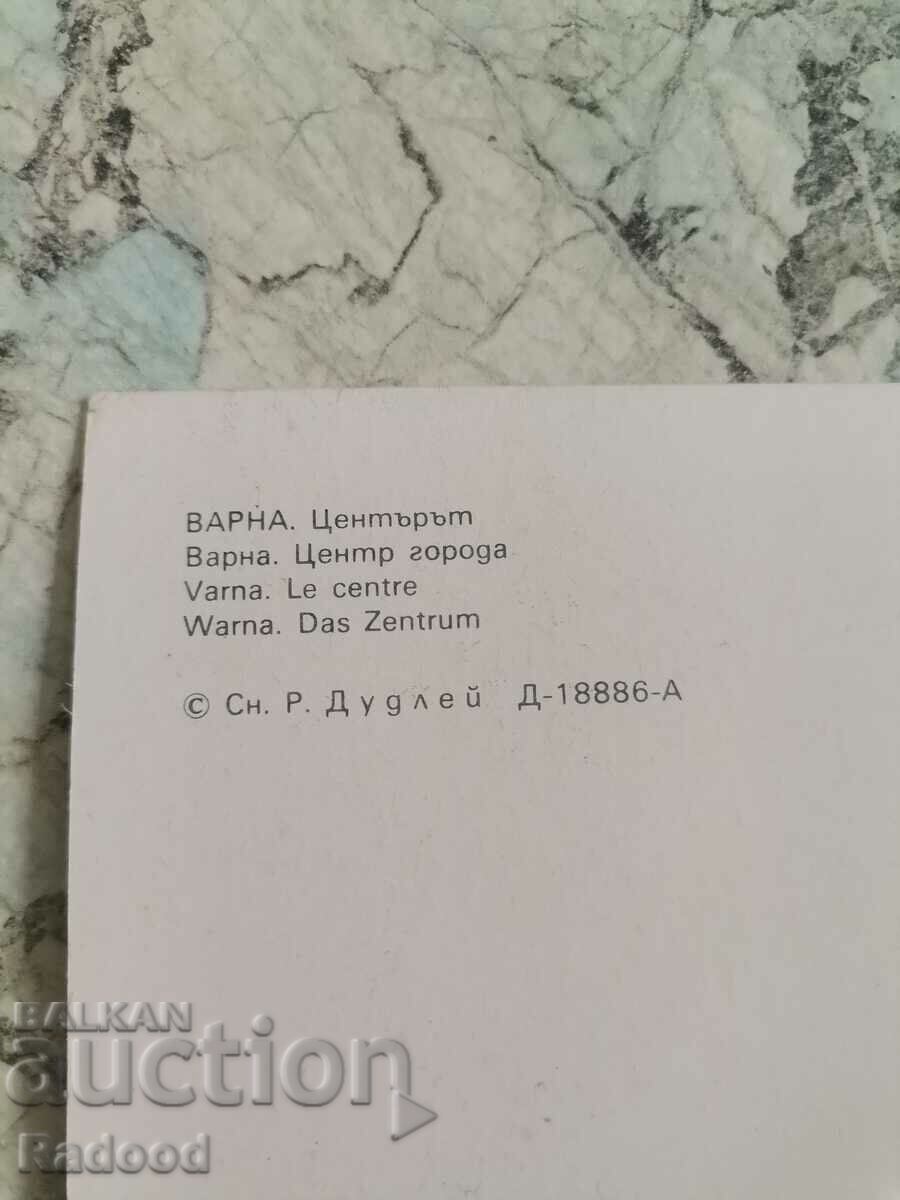 ВАРНА. Центърът
Варна. Центр города
Varna. Le centre
Warna. Das Zentrum
© Сн. Р. Дудлей Д-18886-А
BALKAN
auction
Radood